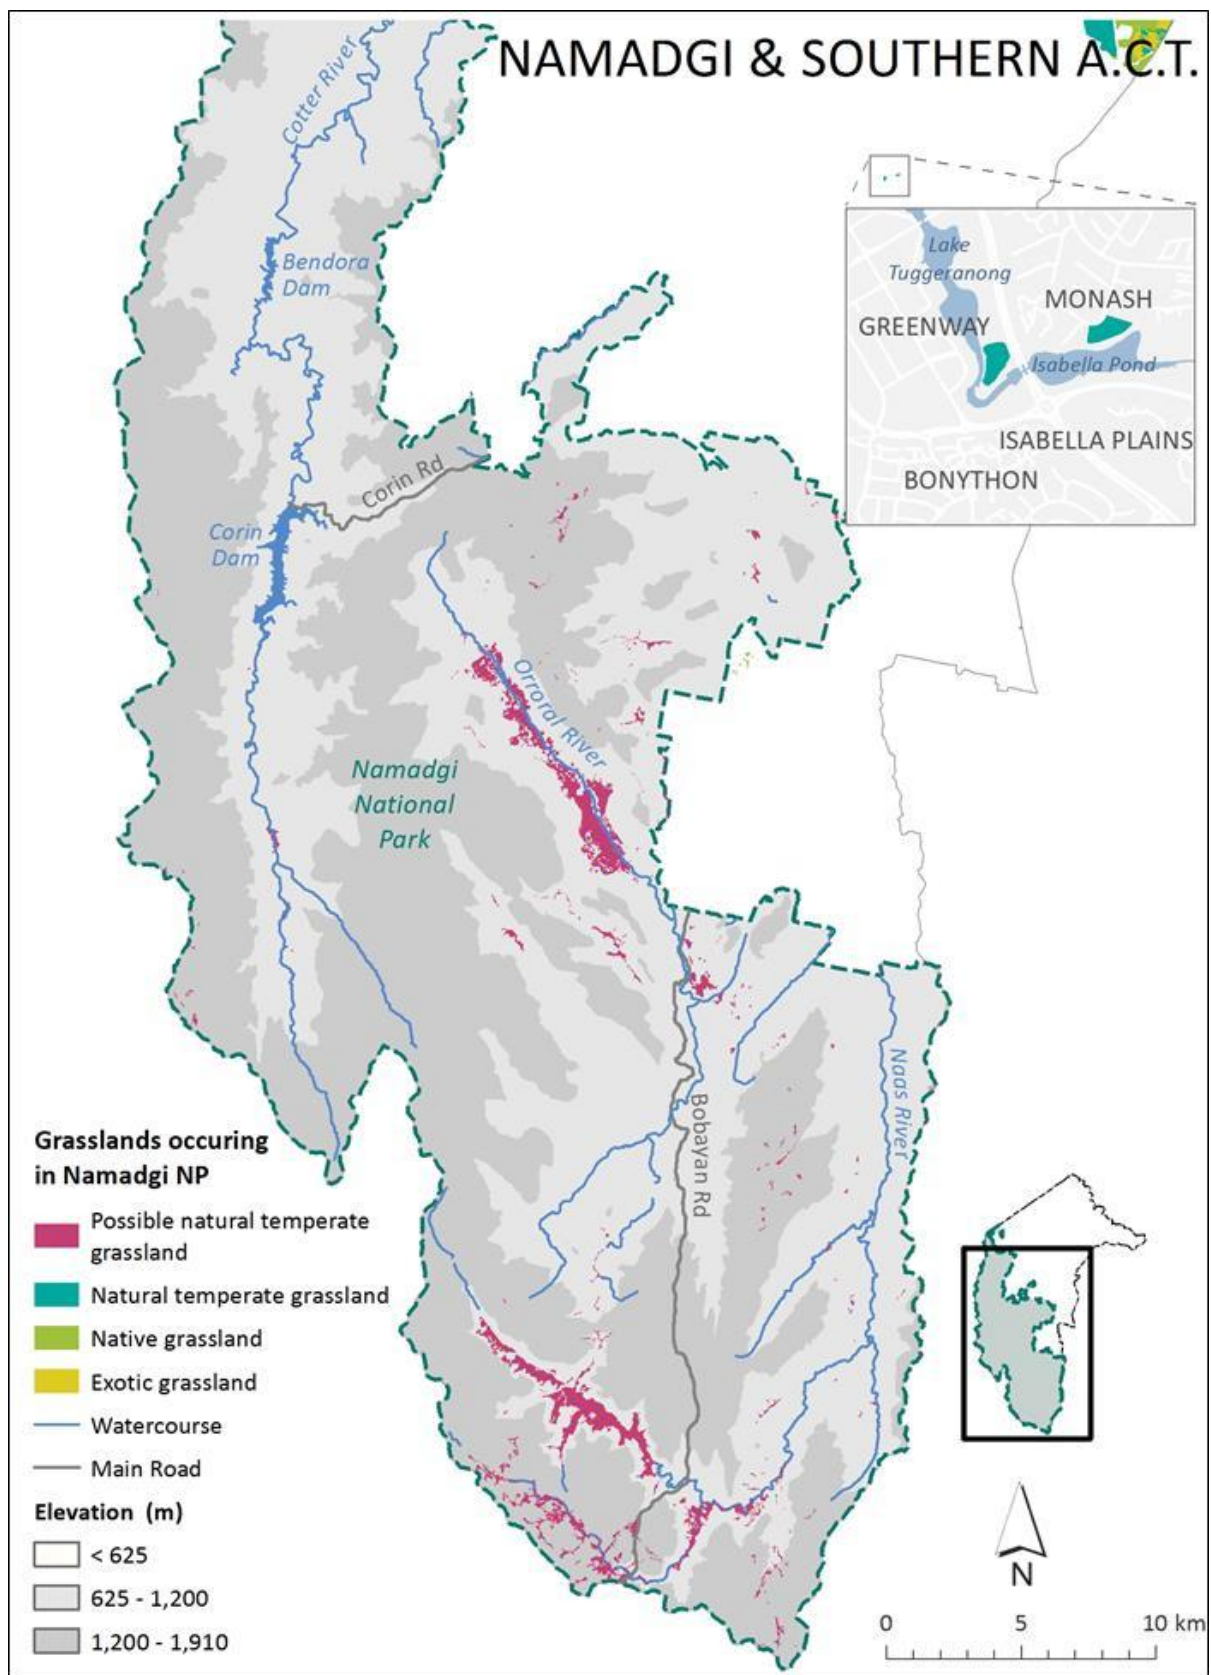 NAMADGI & SOUTHERN A.C.T.
Cotter River
Bendora
Dam
Lake
Tuggeranong
MONASH
GREENWAY
Isabella Pond
ISABELLA PLAINS
BONYTHON
Corin Rd
Corin
Dam
Orroral River
Namadgi
National
Park
Naas River
Bobayan Rd
Grasslands occuring
in Namadgi NP
Possible natural temperate
grassland
Natural temperate grassland
Native grassland
Exotic grassland
Watercourse
Main Road
Elevation (m)
< 625
625 - 1,200
1,200 - 1,910
N
0 5 10 km